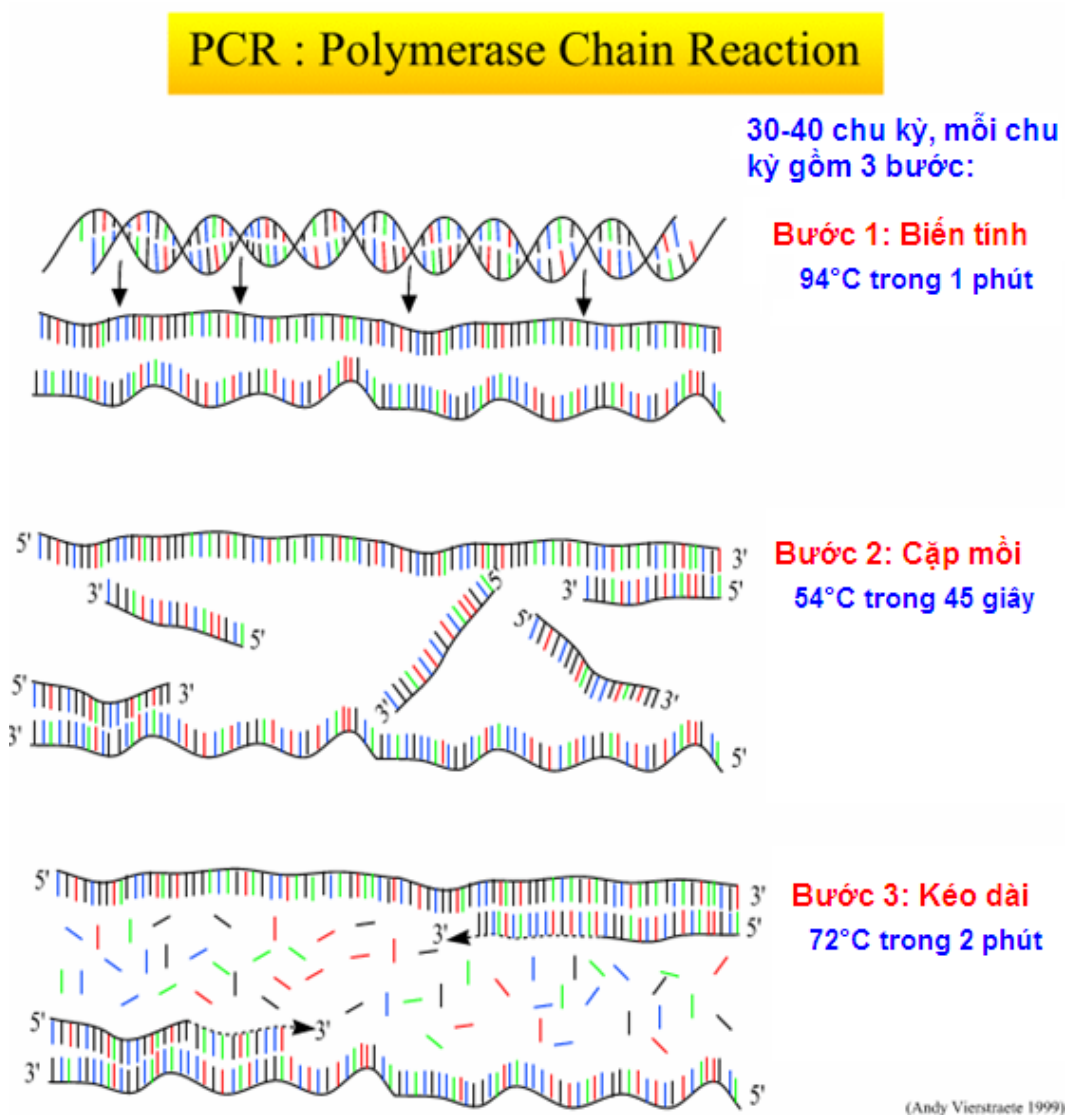 PCR : Polymerase Chain Reaction
30-40 chu kỳ, mỗi chu
kỳ gồm 3 bước:
Bước 1: Biến tính
94°C trong 1 phút
5'
3'
Bước 2: Cặp mồi
54°C trong 45 giây
3'
5'
5
3'
5'
5'
3'
5'
3'
3'
3'
5'
5'
3'
Bước 3: Kéo dài
72°C trong 2 phút
3'
5'
5'
3'
3'
5'
(Andy Vierstraete 1999)